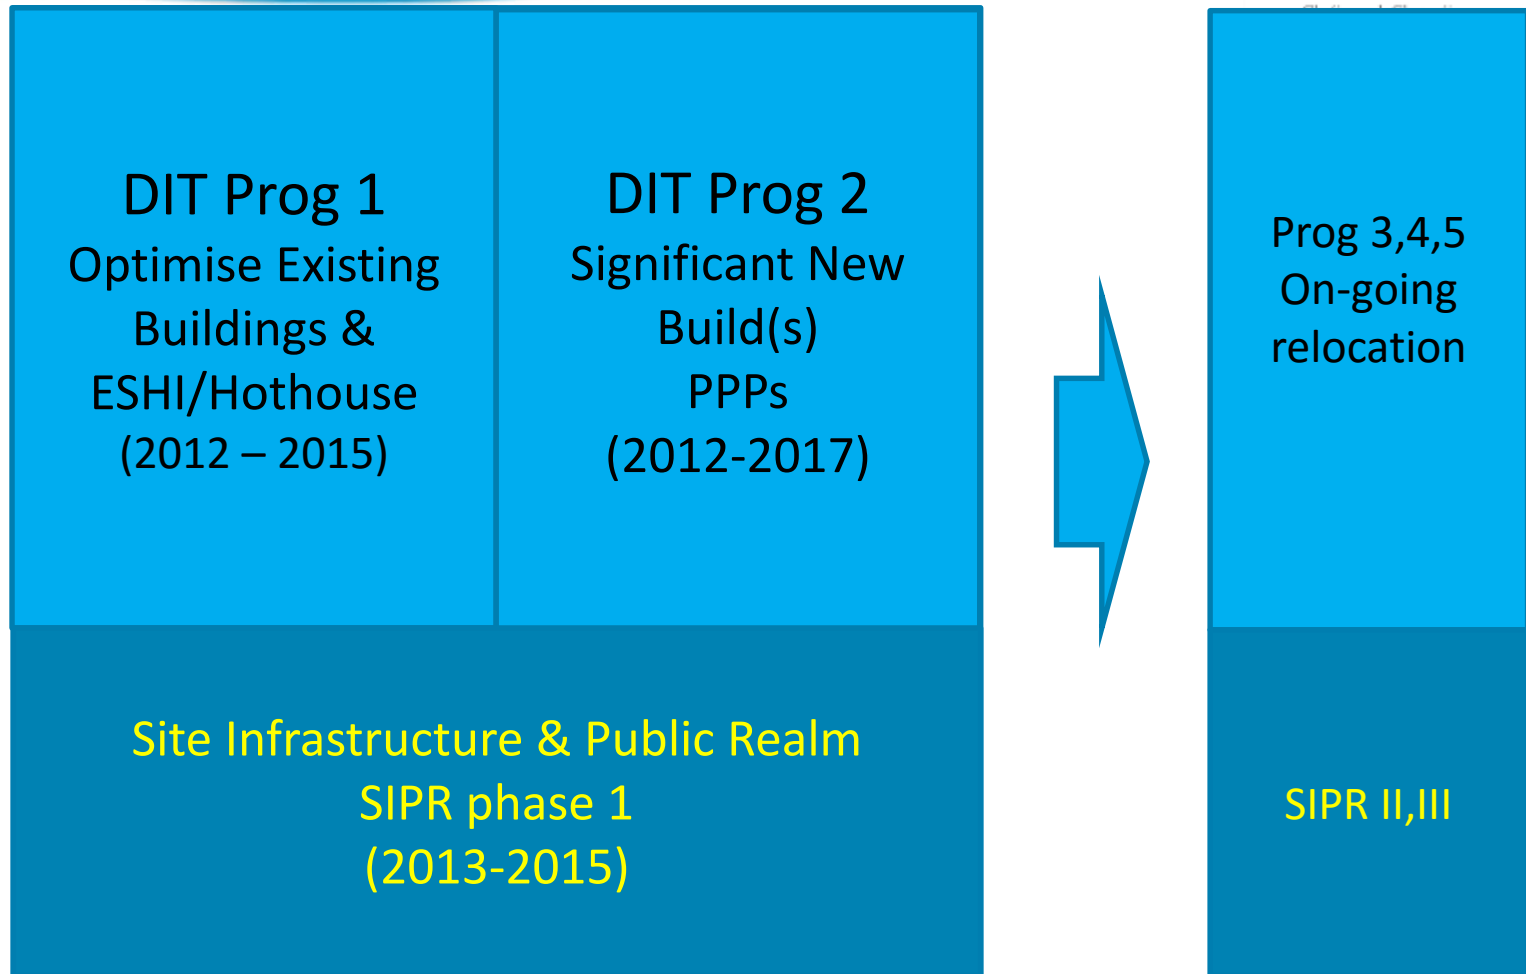 DIT Prog 1
Optimise Existing
Buildings &
ESHI/Hothouse
(2012 – 2015)
DIT Prog 2
Significant New
Build(s)
PPPs
(2012-2017)
Prog 3,4,5
On-going
relocation
Site Infrastructure & Public Realm
SIPR phase 1
(2013-2015)
SIPR II,III